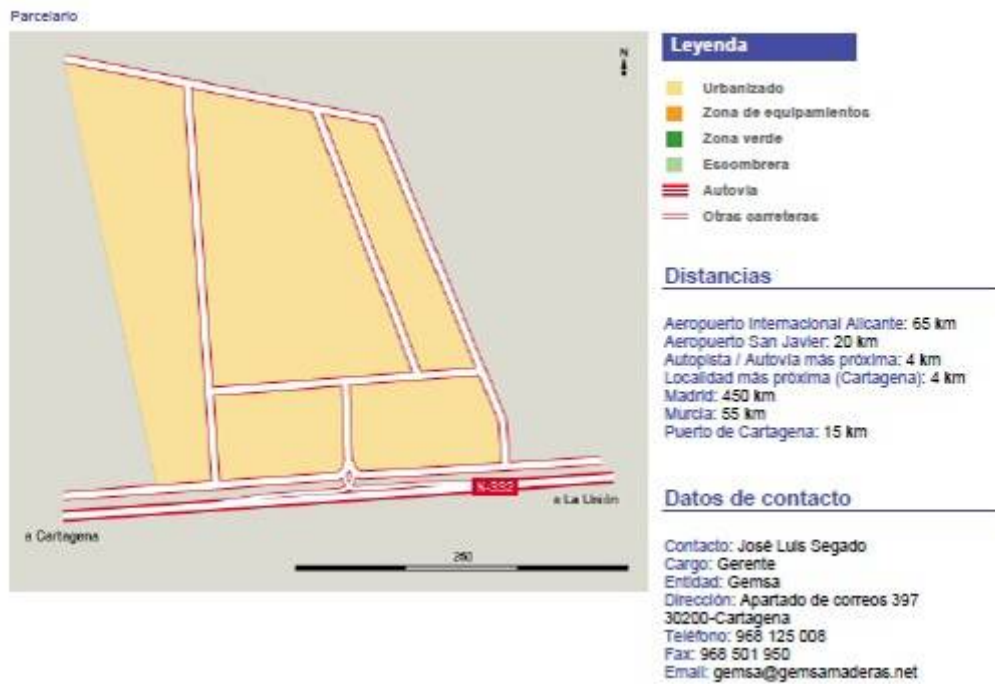 Parcelario
N
a Cartagena
N-332
a La Unión
250
Leyenda
Urbanizado
Zona de equipamientos
Zona verde
Escombrera
Autovía
Otras carreteras
Distancias
Aeropuerto Internacional Alicante: 65 km
Aeropuerto San Javier: 20 km
Autopista / Autovía más próxima: 4 km
Localidad más próxima (Cartagena): 4 km
Madrid: 450 km
Murcia: 55 km
Puerto de Cartagena: 15 km
Datos de contacto
Contacto: José Luis Segado
Cargo: Gerente
Entidad: Gemsa
Dirección: Apartado de correos 397
30200-Cartagena
Teléfono: 968 125 008
Fax: 968 501 950
Email: gemsa@gemsamaderas.net